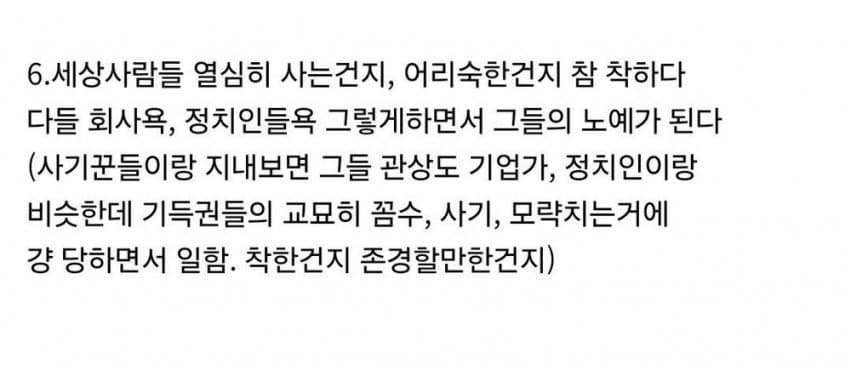 6.세상사람들 열심히 사는건지, 어리숙한건지 참 착하다
다들 회사욕, 정치인들욕 그렇게하면서 그들의 노예가 된다
(사기꾼들이랑 지내보면 그들 관상도 기업가, 정치인이랑
비슷한데 기득권들의 교묘히 꼼수, 사기, 모략치는거에
걍 당하면서 일함. 착한건지 존경할만한건지)